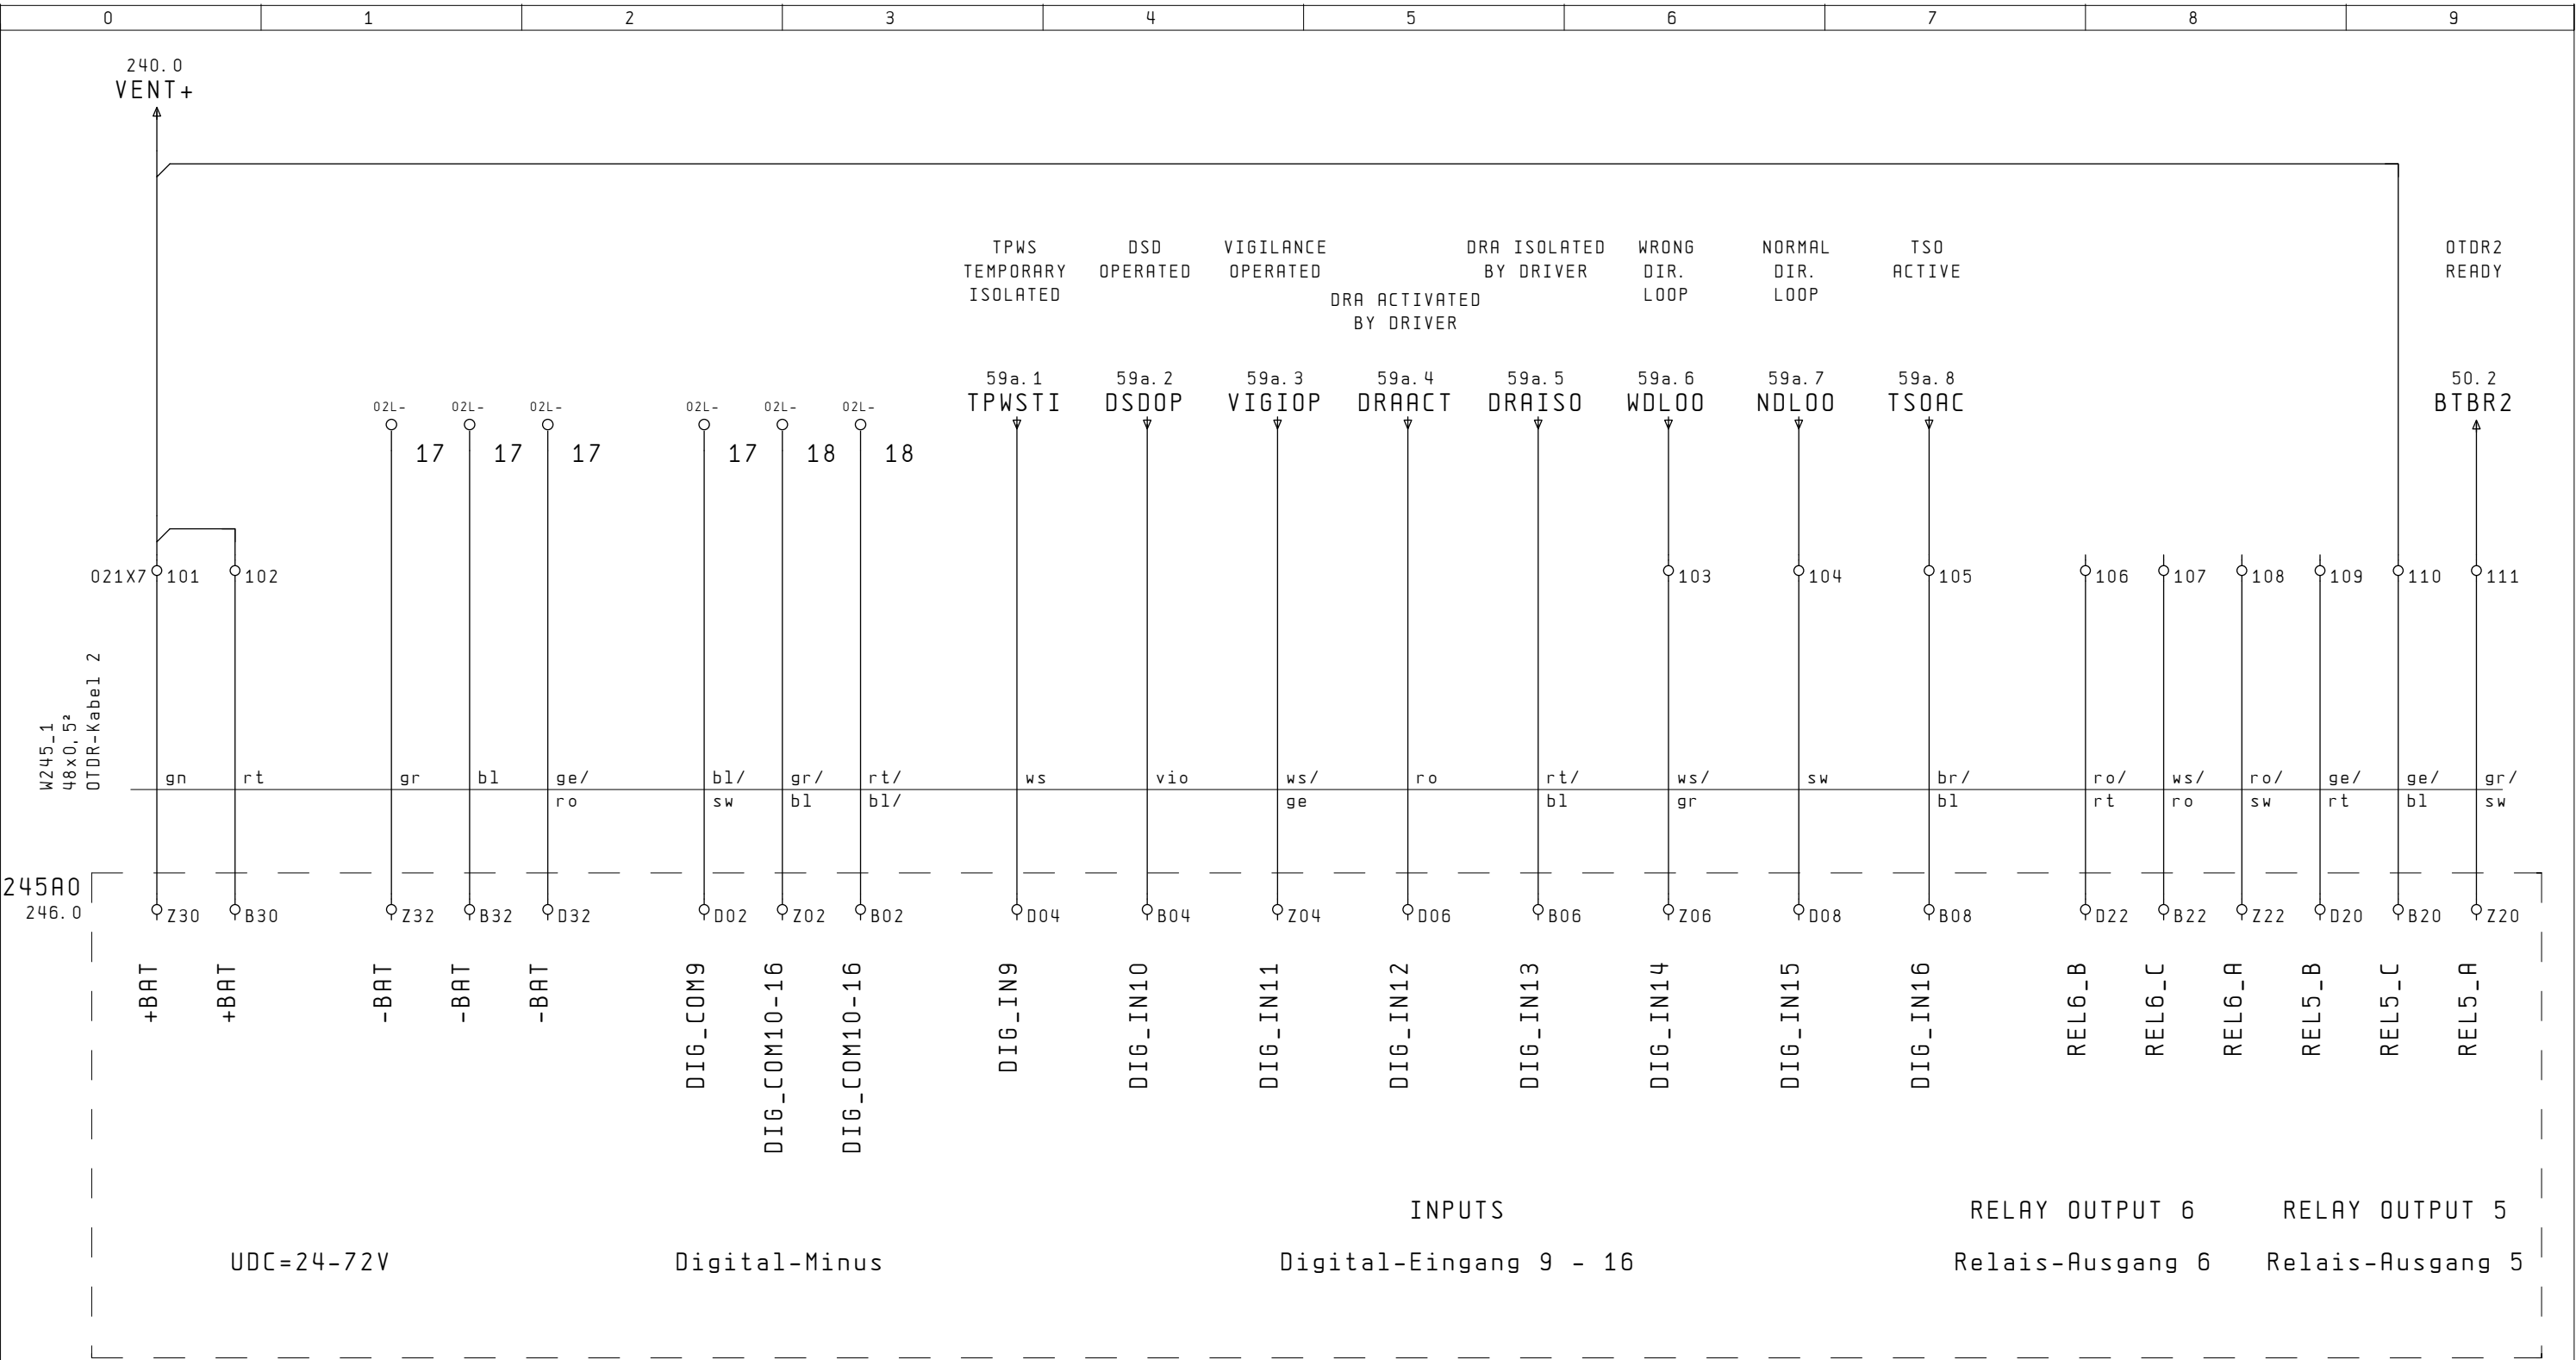 0 1 2 3 4 5 6 7 8 9
240.0
VENT+
TPWS
TEMPORARY
ISOLATED
DSD
OPERATED
VIGILANCE
OPERATED
DRA ACTIVATED
BY DRIVER
DRA ISOLATED
BY DRIVER
WRONG
DIR.
LOOP
NORMAL
DIR.
LOOP
TSO
ACTIVE
OTDR2
READY
59a.1 59a.2 59a.3 59a.4 59a.5 59a.6 59a.7 59a.8 50.2
TPWSTI DSDOP VIGIOP DRAACT DRAISO WDLOO NDLOO TSOAC BTBR2
02L- 02L- 02L- 02L- 02L- 02L-
17 17 17 17 18 18
021X7 101 102 103 104 105 106 107 108 109 110 111
W245_1
48x0,5²
OTDR-Kabel 2
gn rt gr bl ge/ bl/ gr/ rt/ ws vio ws/ ro rt/ ws/ sw br/ ro/ ws/ ro/ ge/ ge/ gr/
ro sw bl bl/ ge bl gr bl rt ro sw rt bl sw
245A0
246.0
Z30 B30 Z32 B32 D32 D02 Z02 B02 D04 B04 Z04 D06 B06 Z06 D08 B08 D22 B22 Z22 D20 B20 Z20
+BAT
+BAT
-BAT
-BAT
-BAT
DIG_COM9
DIG_COM10-16
DIG_COM10-16
DIG_IN9
DIG_IN10
DIG_IN11
DIG_IN12
DIG_IN13
DIG_IN14
DIG_IN15
DIG_IN16
REL6_B
REL6_C
REL6_A
REL5_B
REL5_C
REL5_A
INPUTS RELAY OUTPUT 6 RELAY OUTPUT 5
UDC=24-72V Digital-Minus Digital-Eingang 9 - 16 Relais-Ausgang 6 Relais-Ausgang 5